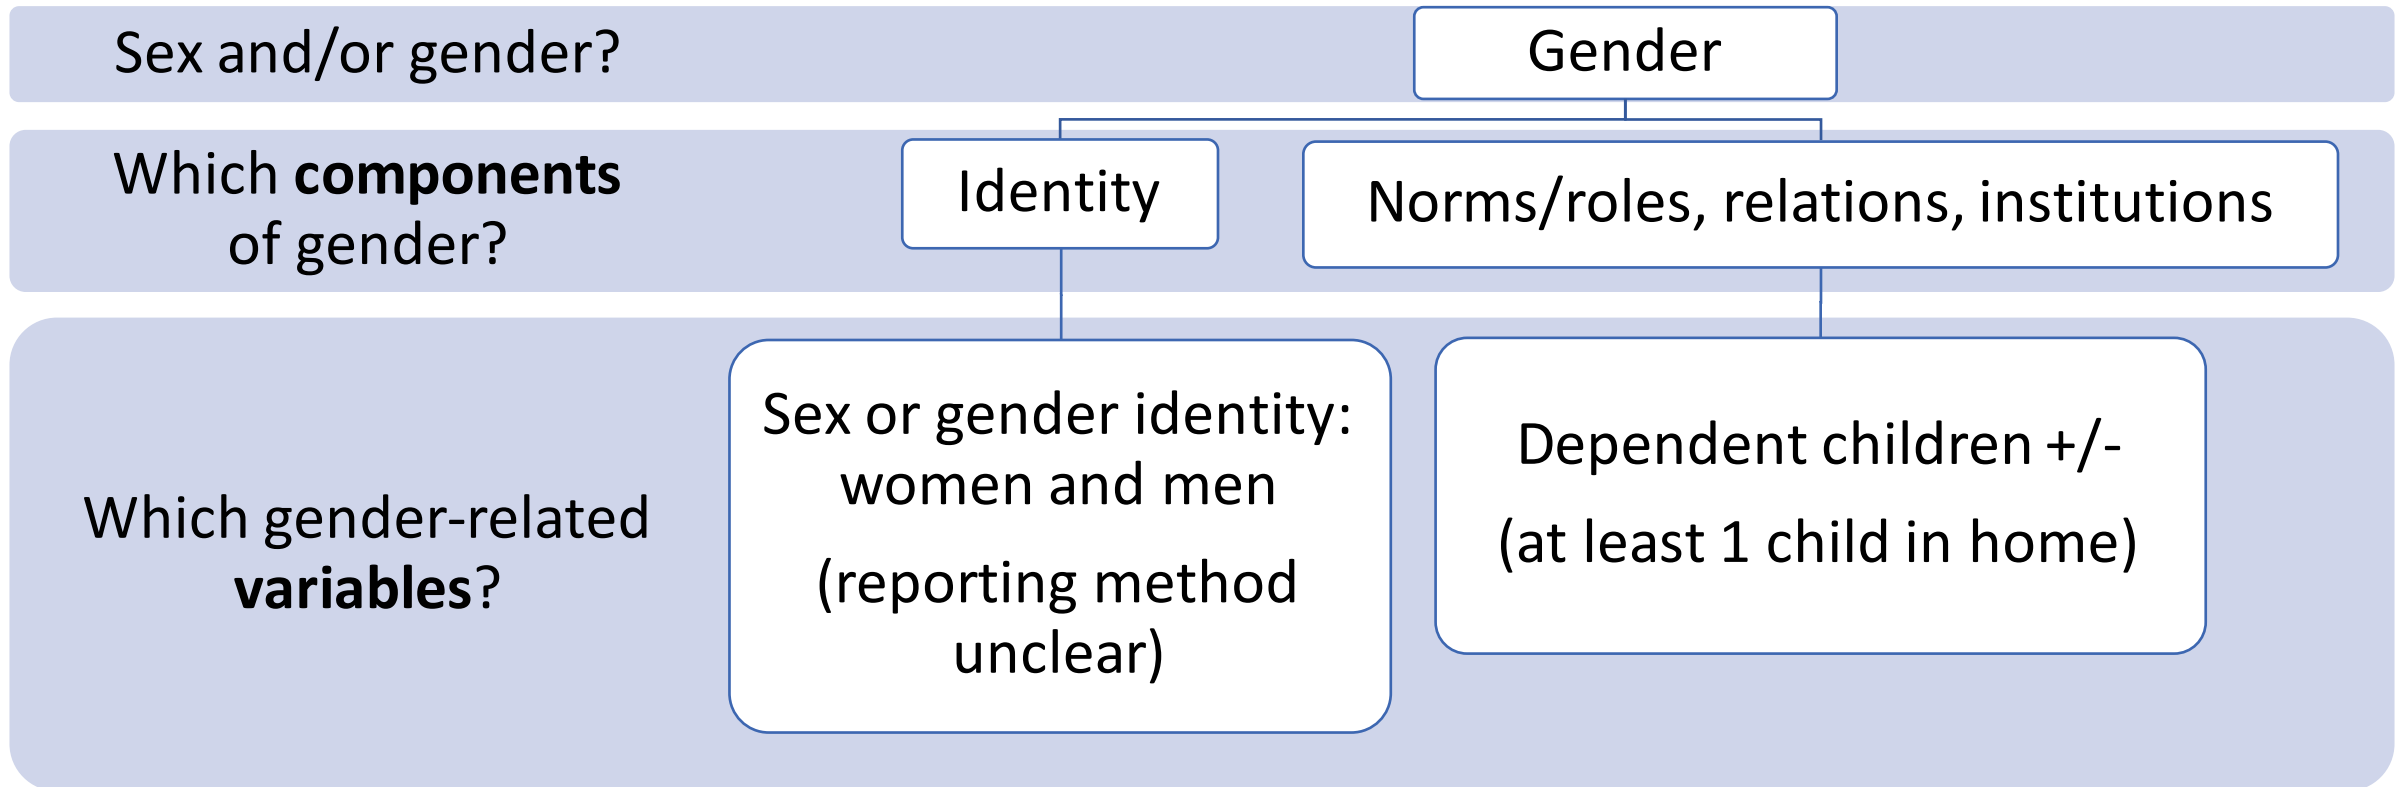 Sex and/or gender?
Gender
Which components
of gender?
Identity
Norms/roles, relations, institutions
Which gender-related
variables?
Sex or gender identity:
women and men
(reporting method
unclear)
Dependent children +/-
(at least 1 child in home)